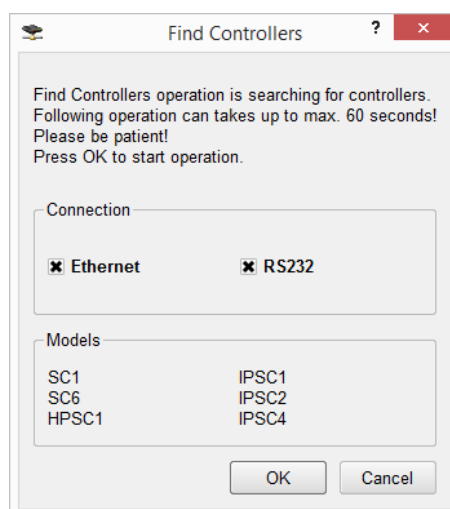 Find Controllers
?
Find Controllers operation is searching for controllers.
Following operation can takes up to max. 60 seconds!
Please be patient!
Press OK to start operation.
Connection
Ethernet RS232
Models
SC1 IPSC1
SC6 IPSC2
HPSC1 IPSC4
OK Cancel